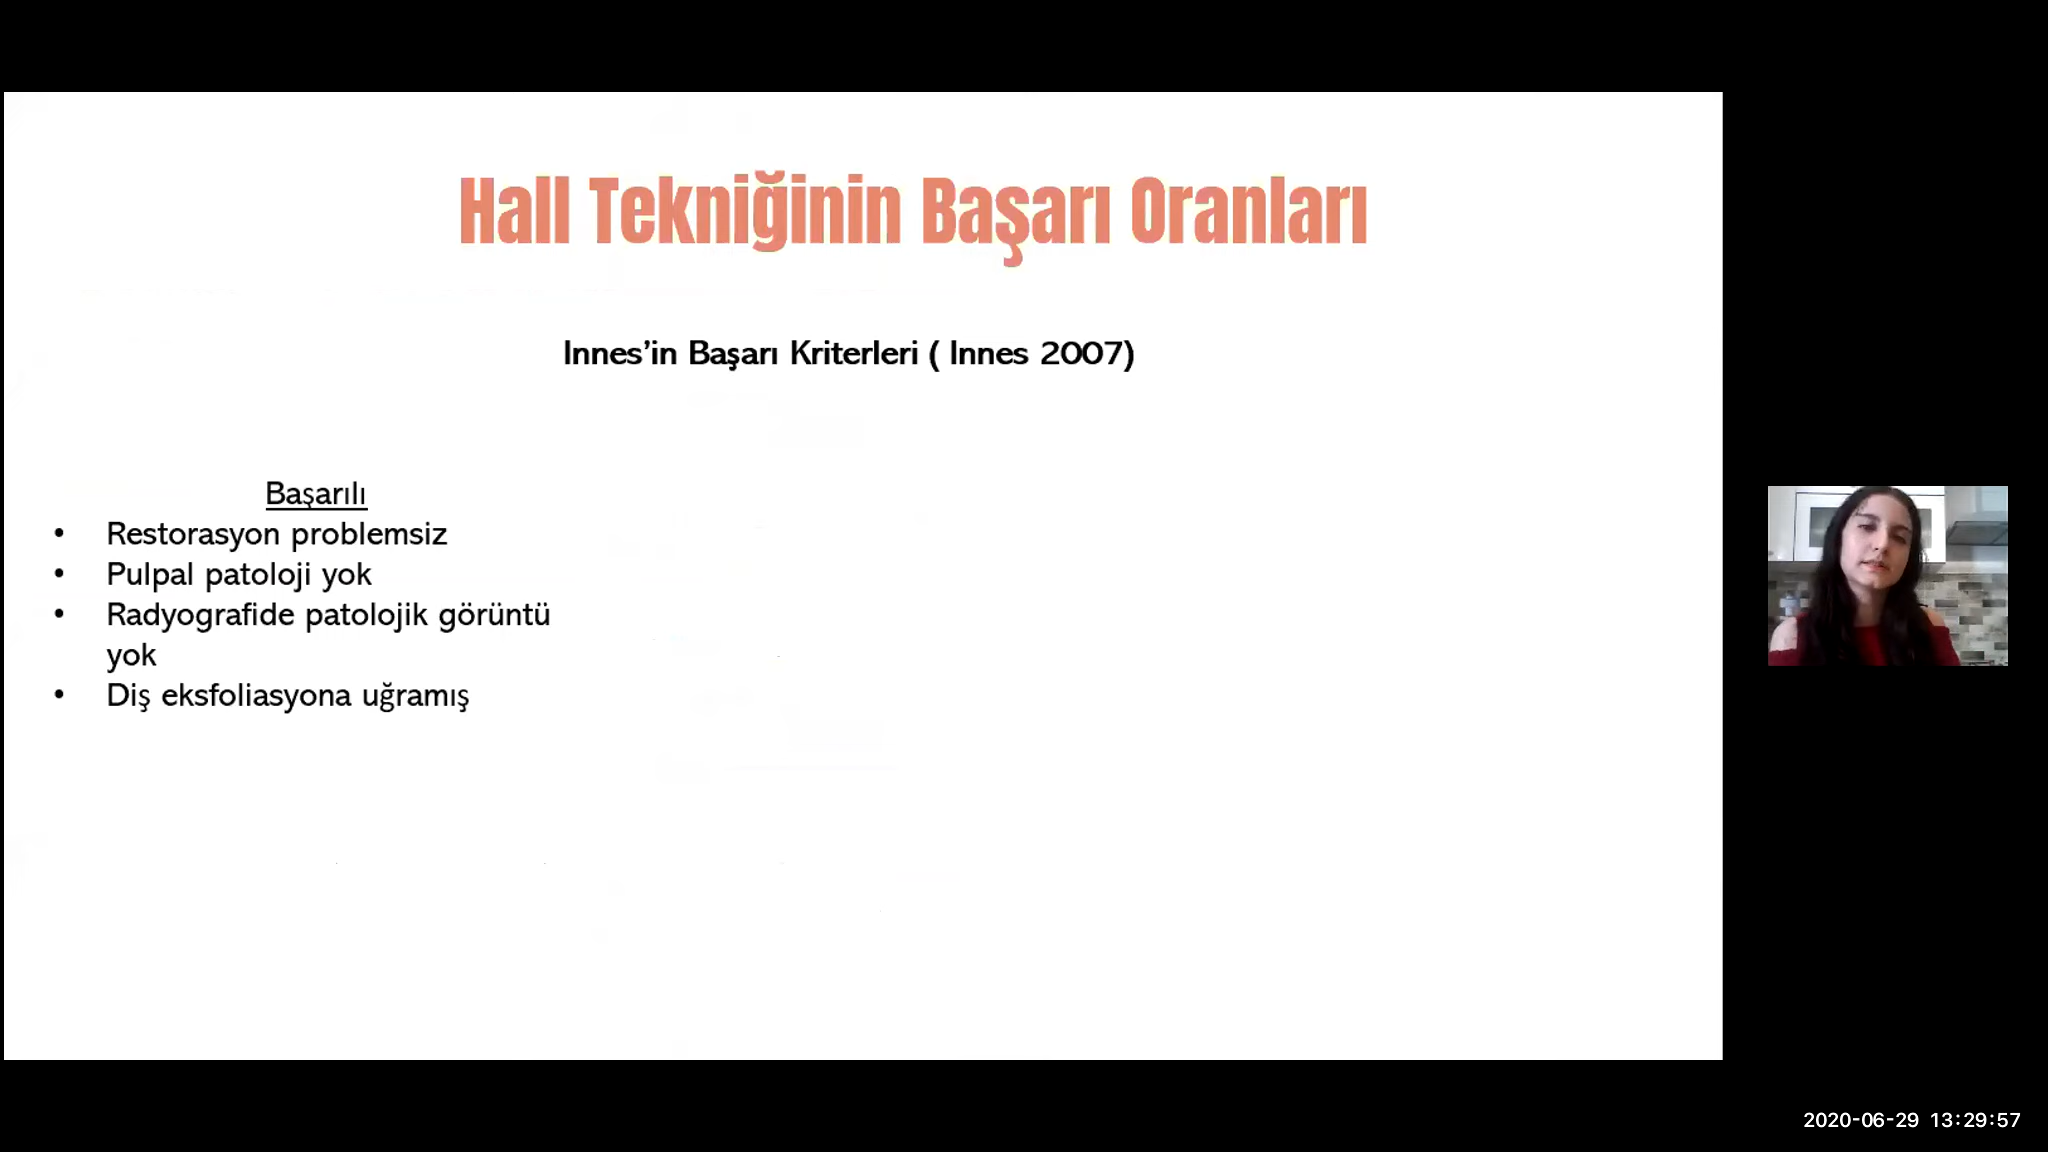 Hall Tekniğinin Başarı Oranları
Innes’in Başarı Kriterleri ( Innes 2007)
Başarılı
• Restorasyon problemsiz
• Pulpal patoloji yok
• Radyografide patolojik görüntü
yok
• Diş eksfoliasyona uğramış
2020-06-29 13:29:57